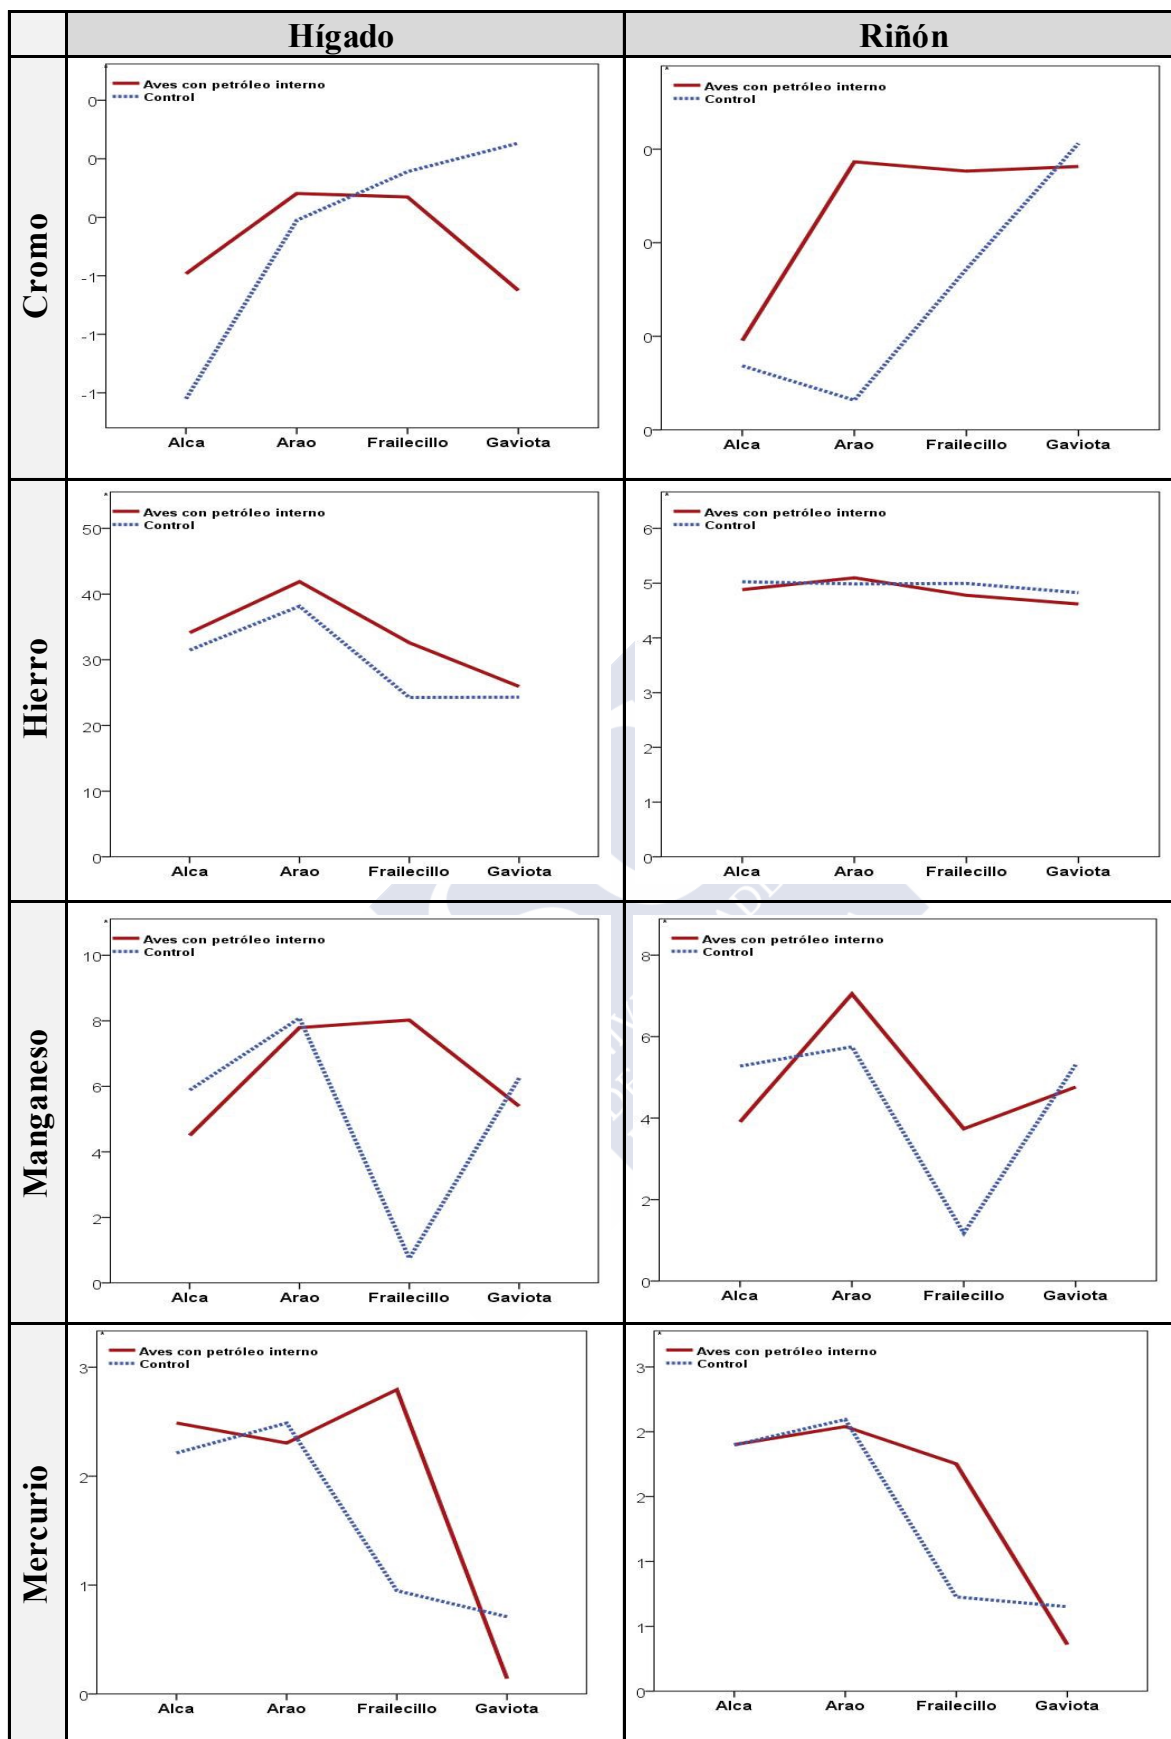 Hígado
Riñón
Cromo
Aves con petróleo interno
Control
0
0
0
-1
-1
-1
Alca Arao Frailecillo Gaviota
Aves con petróleo interno
Control
0
0
0
0
Alca Arao Frailecillo Gaviota
Hierro
Aves con petróleo interno
Control
50
40
30
20
10
0
Alca Arao Frailecillo Gaviota
Aves con petróleo interno
Control
6
5
4
3
2
1
0
Alca Arao Frailecillo Gaviota
Manganeso
Aves con petróleo interno
Control
10
8
6
4
2
0
Alca Arao Frailecillo Gaviota
Aves con petróleo interno
Control
8
6
4
2
0
Alca Arao Frailecillo Gaviota
Mercurio
Aves con petróleo interno
Control
3
2
1
0
Alca Arao Frailecillo Gaviota
Aves con petróleo interno
Control
3
2
2
1
1
0
Alca Arao Frailecillo Gaviota